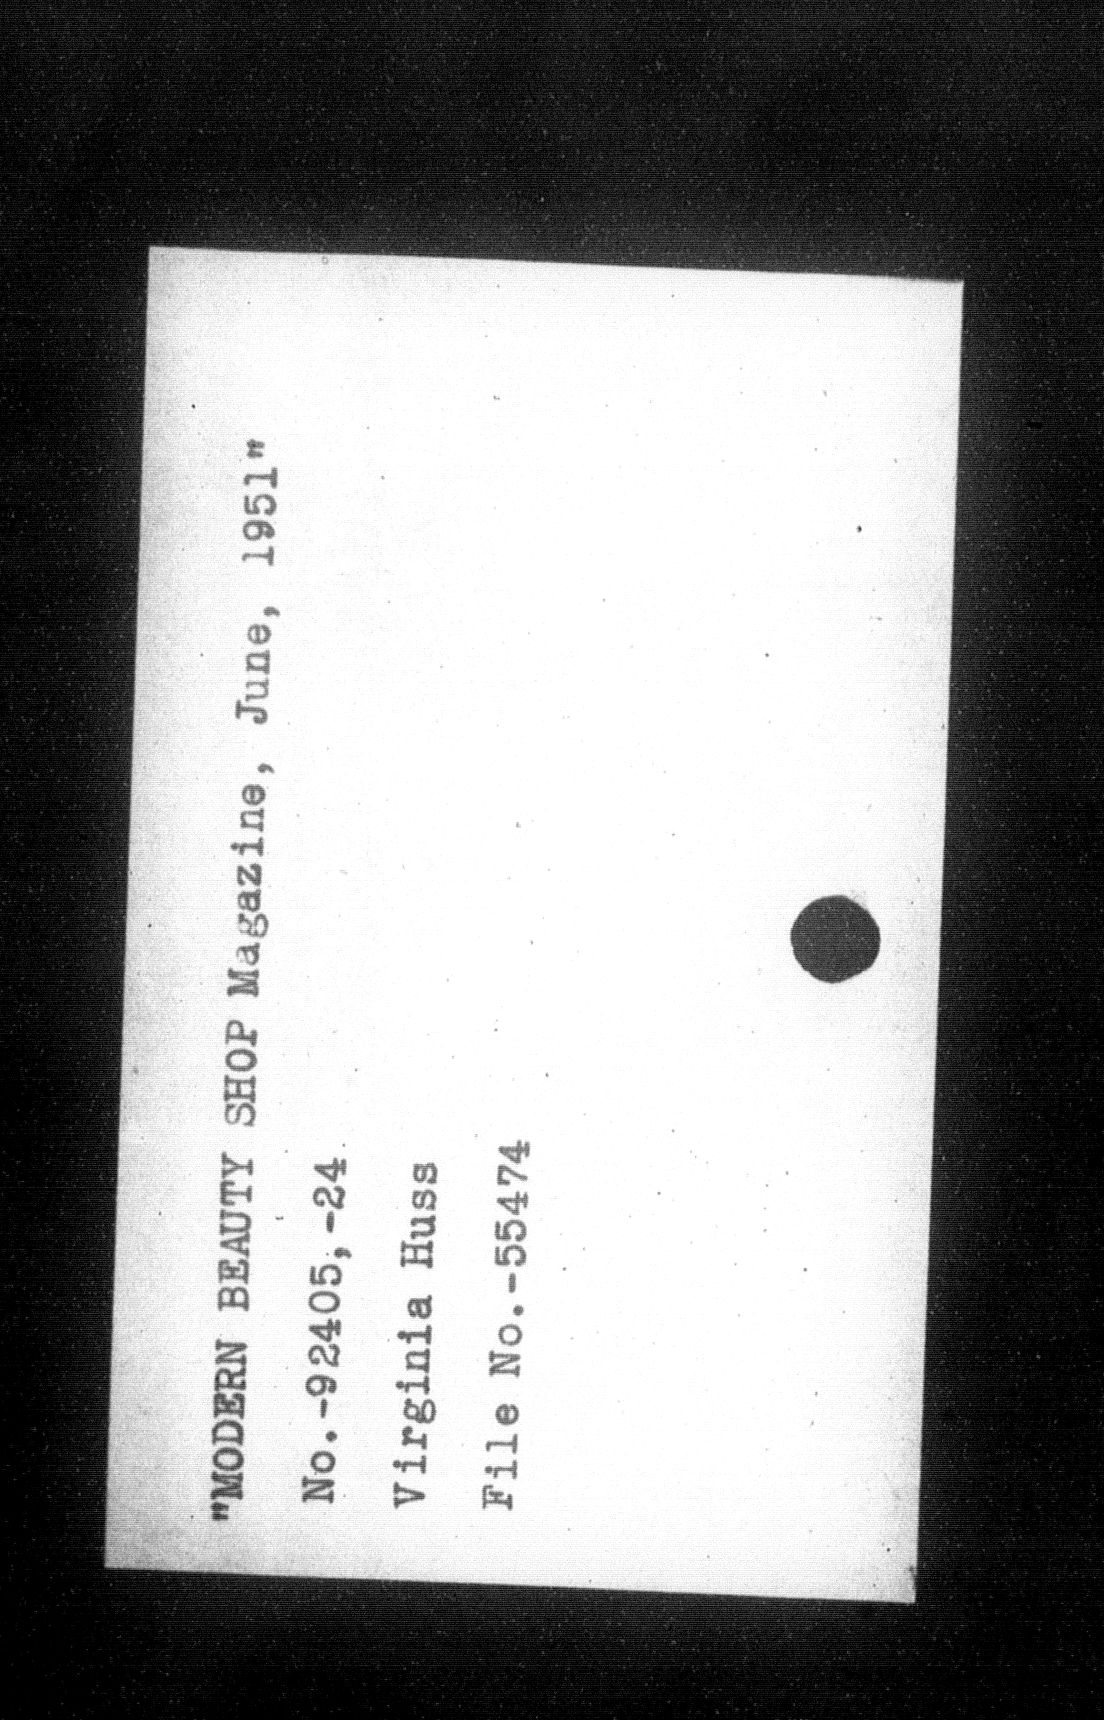 "MODERN BEAUTY SHOP Magazine, June, 1951"
No.-92405,-24
Virginia Huss
File No.-55474